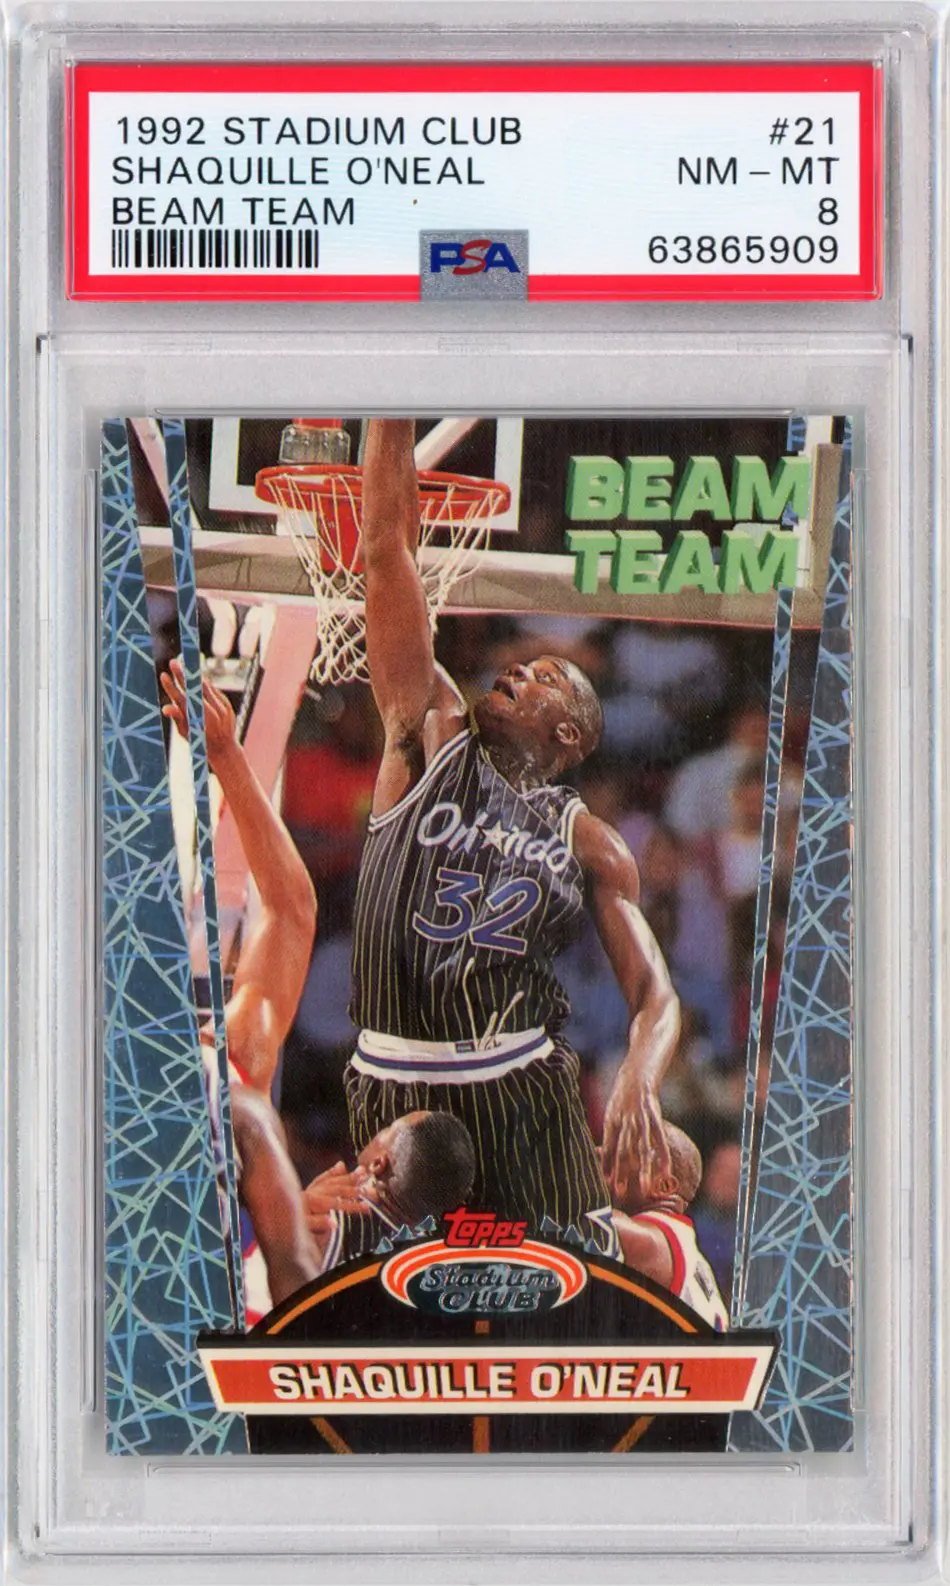 1992 STADIUM CLUB #21
SHAQUILLE O'NEAL NM - MT
BEAM TEAM 8
63865909
PSA
BEAM
TEAM
Orlando
32
Topps
Stadium
CLUB
SHAQUILLE O'NEAL